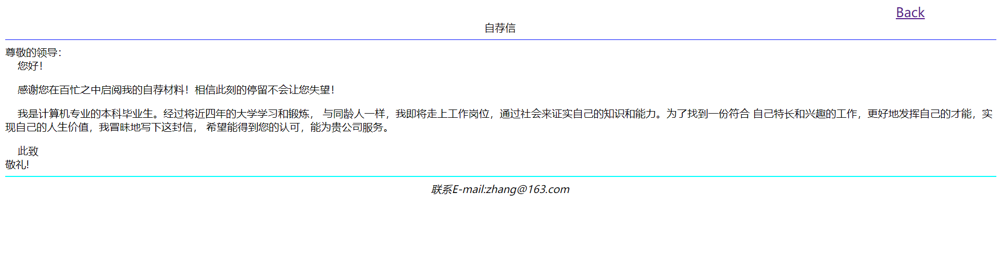 Back
自荐信
尊敬的领导：
您好！
感谢您在百忙之中启阅我的自荐材料！相信此刻的停留不会让您失望！
我是计算机专业的本科毕业生。经过将近四年的大学学习和锻炼， 与同龄人一样，我即将走上工作岗位，通过社会来证实自己的知识和能力。为了找到一份符合 自己特长和兴趣的工作，更好地发挥自己的才能，实
现自己的人生价值，我冒昧地写下这封信， 希望能得到您的认可，能为贵公司服务。
此致
敬礼!
联系E-mail:zhang@163.com